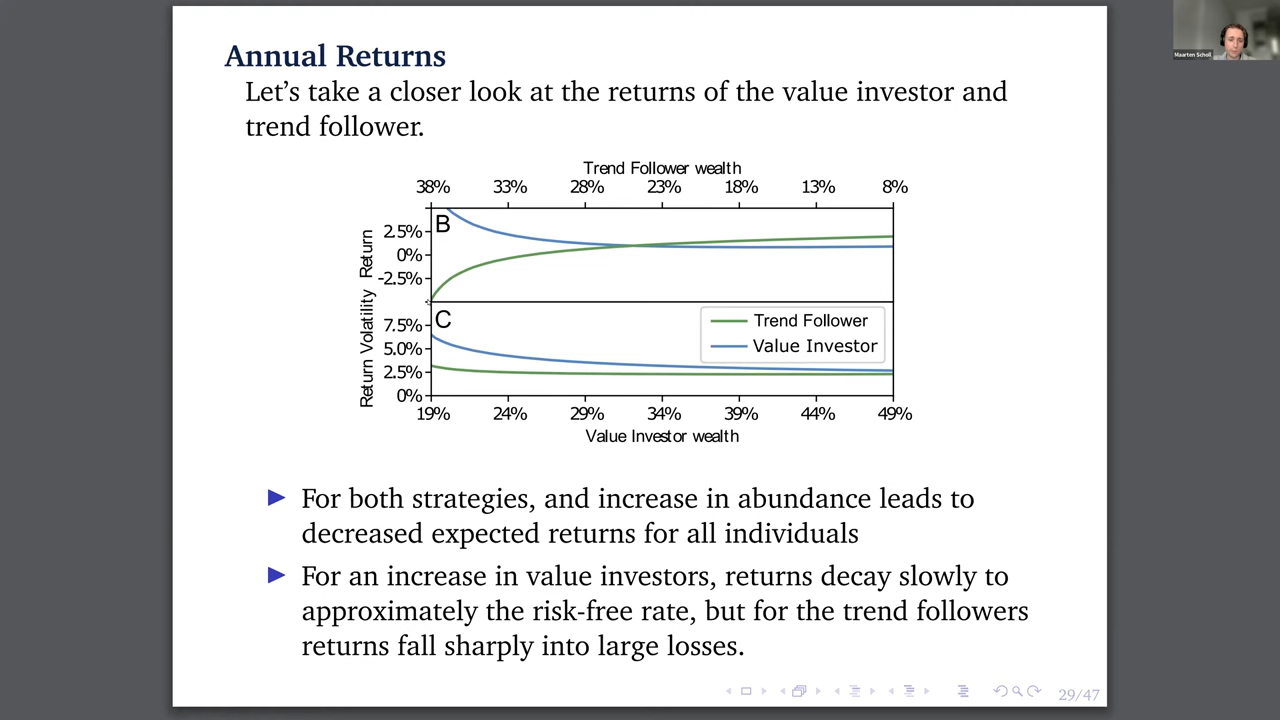 Annual Returns
Let's take a closer look at the returns of the value investor and
trend follower.
Trend Follower wealth
38% 33% 28% 23% 18% 13% 8%
B
2.5%
0%
-2.5%
Return
C
7.5%
5.0%
2.5%
0%
Return Volatility
Trend Follower
Value Investor
19% 24% 29% 34% 39% 44% 49%
Value Investor wealth
For both strategies, and increase in abundance leads to
decreased expected returns for all individuals
For an increase in value investors, returns decay slowly to
approximately the risk-free rate, but for the trend followers
returns fall sharply into large losses.
29/47
Maarten Scholl